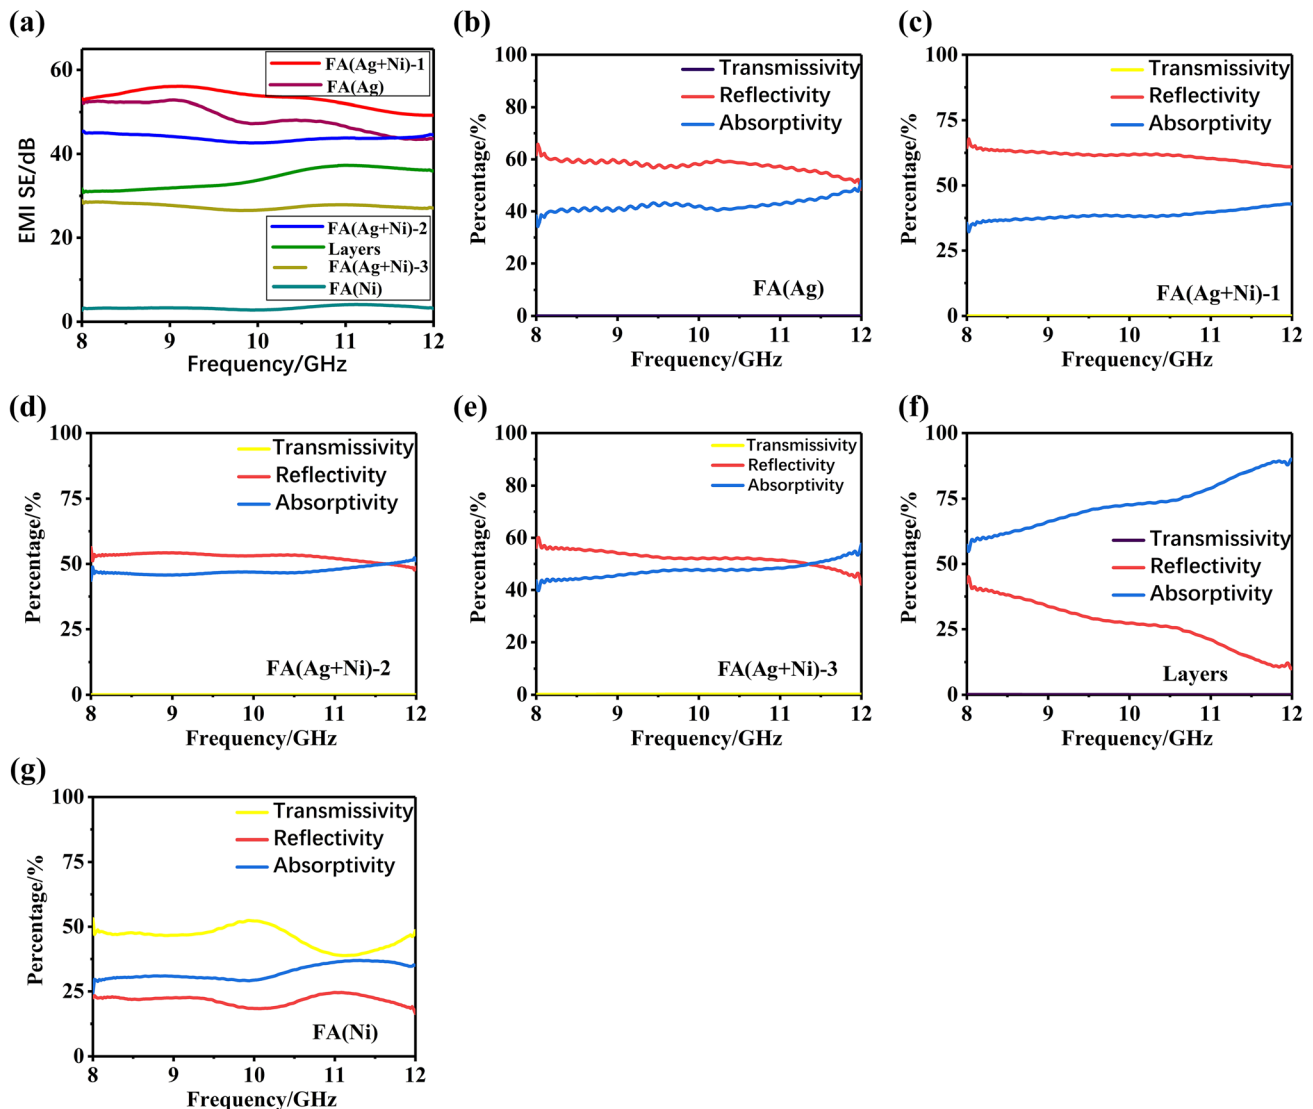 (a)
EMI SE/dB
60
40
20
0
FA(Ag+Ni)-1
FA(Ag)
FA(Ag+Ni)-2
Layers
FA(Ag+Ni)-3
FA(Ni)
8 9 10 11 12
Frequency/GHz
(b)
Percentage/%
100
80
60
40
20
0
Transmissivity
Reflectivity
Absorptivity
FA(Ag)
8 9 10 11 12
Frequency/GHz
(c)
Percentage/%
100
75
50
25
0
Transmissivity
Reflectivity
Absorptivity
FA(Ag+Ni)-1
8 9 10 11 12
Frequency/GHz
(d)
Percentage/%
100
75
50
25
0
Transmissivity
Reflectivity
Absorptivity
FA(Ag+Ni)-2
8 9 10 11 12
Frequency/GHz
(e)
Percentage/%
100
80
60
40
20
0
Transmissivity
Reflectivity
Absorptivity
FA(Ag+Ni)-3
8 9 10 11 12
Frequency/GHz
(f)
Percentage/%
100
75
50
25
0
Transmissivity
Reflectivity
Absorptivity
Layers
8 9 10 11 12
Frequency/GHz
(g)
Percentage/%
100
75
50
25
0
Transmissivity
Reflectivity
Absorptivity
FA(Ni)
8 9 10 11 12
Frequency/GHz